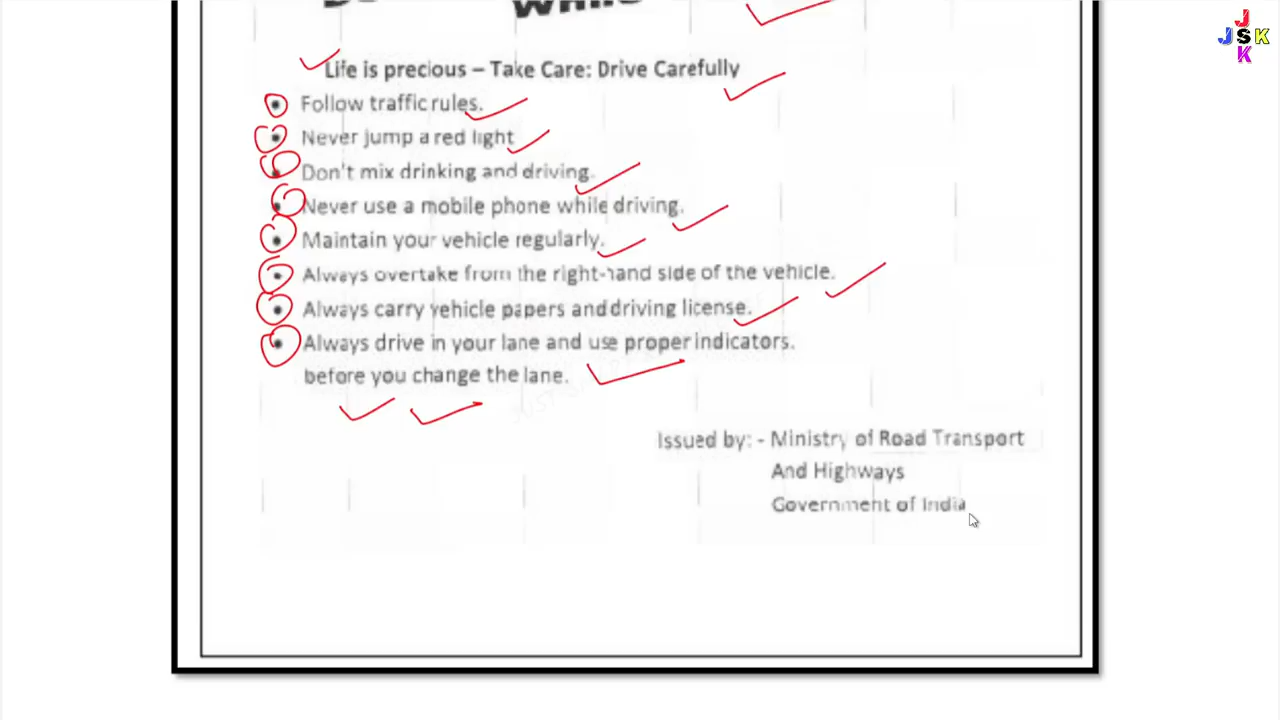 Life is precious – Take Care: Drive Carefully
• Follow traffic rules.
• Never jump a red light
• Don't mix drinking and driving.
• Never use a mobile phone while driving.
• Maintain your vehicle regularly.
• Always overtake from the right-hand side of the vehicle.
• Always carry vehicle papers and driving license.
• Always drive in your lane and use proper indicators.
before you change the lane.
Issued by: - Ministry of Road Transport
And Highways
Government of India
J
JSK
K